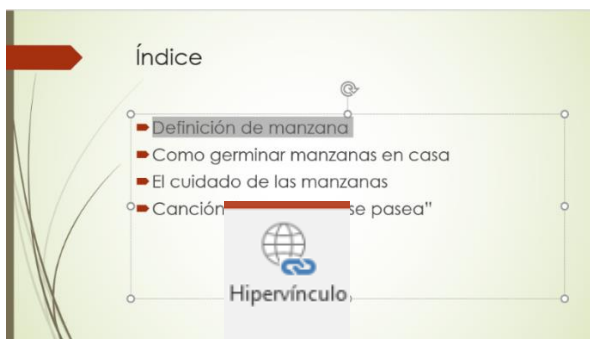 Índice
Definición de manzana
Como germinar manzanas en casa
El cuidado de las manzanas
Canción se pasea”
Hipervínculo